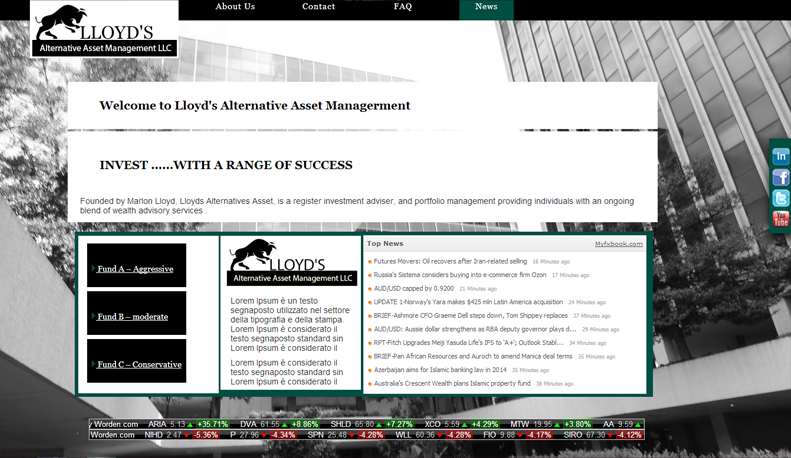 About Us Contact FAQ News
LLOYD'S
Alternative Asset Management LLC
Welcome to Lloyd's Alternative Asset Managerment
INVEST ......WITH A RANGE OF SUCCESS
Founded by Marlon Lloyd, Lloyds Alternatives Asset, is a register investment adviser, and portfolio management providing individuals with an ongoing
blend of wealth advisory services .
in
f
t
You
Tube
Fund A – Aggressive
Fund B – moderate
Fund C – Conservative
LLOYD'S
Alternative Asset Management LLC
Lorem Ipsum è un testo
segnaposto utilizzato nel settore
della tipografia e della stampa.
Lorem Ipsum è considerato il
testo segnaposto standard sin
Lorem Ipsum è considerato il
testo segnaposto standard sin
Lorem Ipsum è considerato il
Top News Myfxbook.com
Futures Movers: Oil recovers after Iran-related selling 16 Minutes ago
Russia's Sistema considers buying into e-commerce firm Ozon 17 Minutes ago
AUD/USD capped by 0.9200 21 Minutes ago
UPDATE 1-Norway's Yara makes $425 mln Latin America acquisition 24 Minutes ago
BRIEF-Ashmore CFO Graeme Dell steps down, Tom Shippey replaces 27 Minutes ago
AUD/USD: Aussie dollar strengthens as RBA deputy governor plays d... 29 Minutes ago
RPT-Fitch Upgrades Meiji Yasuda Life's IFS to 'A+'; Outlook Stabl... 34 Minutes ago
BRIEF-Pan African Resources and Auroch to amend Manica deal terms 35 Minutes ago
Azerbaijan aims for Islamic banking law in 2014 35 Minutes ago
Australia's Crescent Wealth plans Islamic property fund 38 Minutes ago
Worden.com ARIA 5.13 +35.71% DVA 61.55 +8.86% SHLD 65.80 +7.27% XCO 5.59 +4.29% MTW 19.95 +3.80% AA 9.59
Worden.com NIHD 2.47 -5.36% P 27.96 -4.34% SPN 25.48 -4.28% WLL 60.36 -4.28% FIO 9.88 -4.17% SIRO 67.30 -4.12%